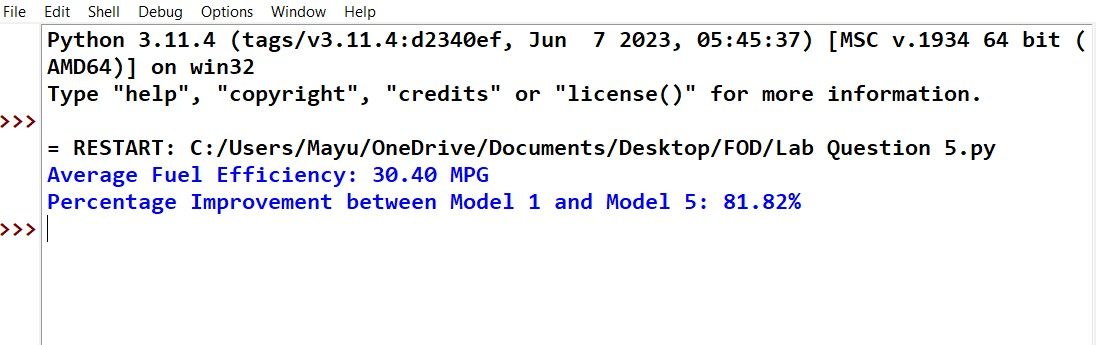 File Edit Shell Debug Options Window Help
Python 3.11.4 (tags/v3.11.4:d2340ef, Jun  7 2023, 05:45:37) [MSC v.1934 64 bit (
AMD64)] on win32
Type "help", "copyright", "credits" or "license()" for more information.
>>>
= RESTART: C:/Users/Mayu/OneDrive/Documents/Desktop/FOD/Lab Question 5.py
Average Fuel Efficiency: 30.40 MPG
Percentage Improvement between Model 1 and Model 5: 81.82%
>>>